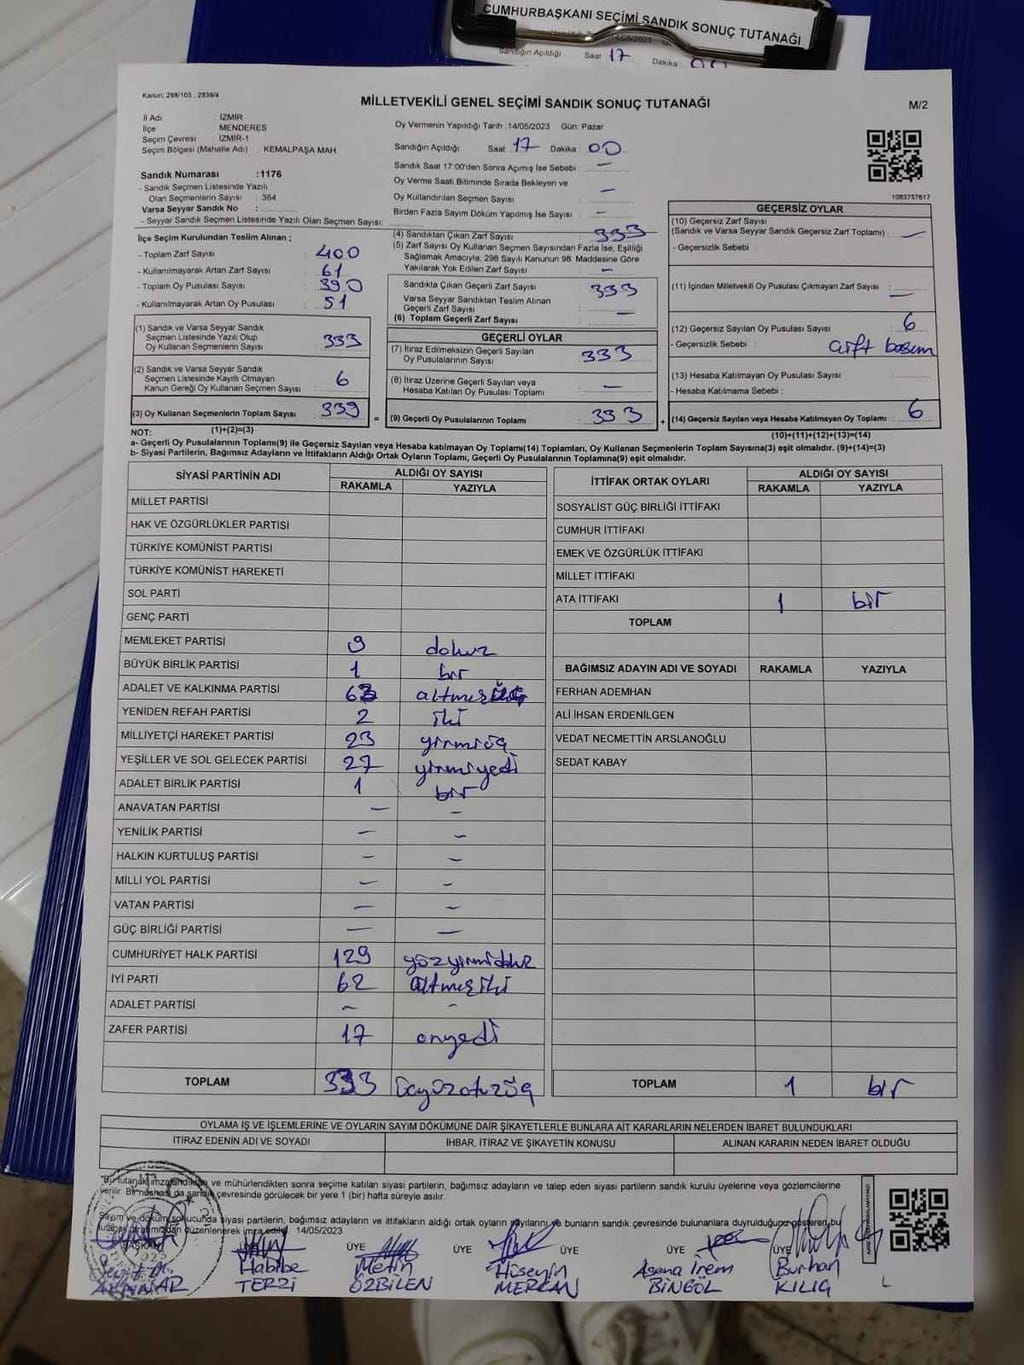 CUMHURBAŞKANI SEÇİMİ SANDIK SONUÇ TUTANAĞI
Sandığın Açıldığı Saat 17 Dakika 00
Kanun: 298/105 , 2839/4
MİLLETVEKİLİ GENEL SEÇİMİ SANDIK SONUÇ TUTANAĞI
M/2
İl Adı : İZMİR
İlçe : MENDERES
Seçim Çevresi : İZMİR-1
Seçim Bölgesi (Mahalle Adı) : KEMALPAŞA MAH
Oy Vermenin Yapıldığı Tarih :14/05/2023 Gün: Pazar
Sandığın Açıldığı Saat 17 Dakika : 00
Sandık Saat 17.00'den Sonra Açılmış İse Sebebi : –
Oy Verme Saati Bitiminde Sırada Bekleyen ve
Oy Kullandırılan Seçmen Sayısı : –
Birden Fazla Sayım Döküm Yapılmış İse Sayısı : –
Sandık Numarası :1176
- Sandık Seçmen Listesinde Yazılı
Olan Seçmenlerin Sayısı : 384
Varsa Seyyar Sandık No :
- Seyyar Sandık Seçmen Listesinde Yazılı Olan Seçmen Sayısı:
1083757617
İlçe Seçim Kurulundan Teslim Alınan ;
- Toplam Zarf Sayısı : 400
- Kullanılmayarak Artan Zarf Sayısı : 61
- Toplam Oy Pusulası Sayısı : 390
- Kullanılmayarak Artan Oy Pusulası : 51
(1) Sandık ve Varsa Seyyar Sandık
Seçmen Listesinde Yazılı Olup
Oy Kullanan Seçmenlerin Sayısı : 333
(2) Sandık ve Varsa Seyyar Sandık
Seçmen Listesinde Kayıtlı Olmayan
Kanun Gereği Oy Kullanan Seçmen Sayısı : 6
(3) Oy Kullanan Seçmenlerin Toplam Sayısı : 339
(1)+(2)=(3)
(4) Sandıktan Çıkan Zarf Sayısı : 333
(5) Zarf Sayısı Oy Kullanan Seçmen Sayısından Fazla İse, Eşitliği
Sağlamak Amacıyla; 298 Sayılı Kanunun 98. Maddesine Göre
Yakılarak Yok Edilen Zarf Sayısı : –
Sandıkta Çıkan Geçerli Zarf Sayısı : 333
Varsa Seyyar Sandıktan Teslim Alınan
Geçerli Zarf Sayısı : –
(6) Toplam Geçerli Zarf Sayısı :
GEÇERLİ OYLAR
(7) İtiraz Edilmeksizin Geçerli Sayılan
Oy Pusulalarının Sayısı : 333
(8) İtiraz Üzerine Geçerli Sayılan veya
Hesaba Katılan Oy Pusulası Toplamı : –
= (9) Geçerli Oy Pusulalarının Toplamı : 333
GEÇERSİZ OYLAR
(10) Geçersiz Zarf Sayısı
(Sandık ve Varsa Seyyar Sandık Geçersiz Zarf Toplamı) : –
- Geçersizlik Sebebi :
(11) İçinden Milletvekili Oy Pusulası Çıkmayan Zarf Sayısı : –
(12) Geçersiz Sayılan Oy Pusulası Sayısı : 6
- Geçersizlik Sebebi : çift basım
(13) Hesaba Katılmayan Oy Pusulası Sayısı :
- Hesaba Katılmama Sebebi :
+ (14) Geçersiz Sayılan veya Hesaba Katılmayan Oy Toplamı : 6
(10)+(11)+(12)+(13)=(14)
NOT:
a- Geçerli Oy Pusulalarının Toplamı(9) ile Geçersiz Sayılan veya Hesaba katılmayan Oy Toplamı(14) Toplamları, Oy Kullanan Seçmenlerin Toplam Sayısına(3) eşit olmalıdır. (9)+(14)=(3)
b- Siyasi Partilerin, Bağımsız Adayların ve İttifakların Aldığı Ortak Oyların Toplamı, Geçerli Oy Pusulalarının Toplamına(9) eşit olmalıdır.
SİYASİ PARTİNİN ADI ALDIĞI OY SAYISI
RAKAMLA YAZIYLA
MİLLET PARTİSİ
HAK VE ÖZGÜRLÜKLER PARTİSİ
TÜRKİYE KOMÜNİST PARTİSİ
TÜRKİYE KOMÜNİST HAREKETİ
SOL PARTİ
GENÇ PARTİ
MEMLEKET PARTİSİ 9 dokuz
BÜYÜK BİRLİK PARTİSİ 1 bir
ADALET VE KALKINMA PARTİSİ 63 altmışüç
YENİDEN REFAH PARTİSİ 2 iki
MİLLİYETÇİ HAREKET PARTİSİ 23 yirmiüç
YEŞİLLER VE SOL GELECEK PARTİSİ 27 yirmiyedi
ADALET BİRLİK PARTİSİ 1 bir
ANAVATAN PARTİSİ – –
YENİLİK PARTİSİ – –
HALKIN KURTULUŞ PARTİSİ – –
MİLLİ YOL PARTİSİ – –
VATAN PARTİSİ – –
GÜÇ BİRLİĞİ PARTİSİ – –
CUMHURİYET HALK PARTİSİ 129 yüzyirmidokuz
İYİ PARTİ 62 altmışiki
ADALET PARTİSİ – –
ZAFER PARTİSİ 17 onyedi
TOPLAM 333 üçyüzotuzüç
İTTİFAK ORTAK OYLARI ALDIĞI OY SAYISI
RAKAMLA YAZIYLA
SOSYALİST GÜÇ BİRLİĞİ İTTİFAKI
CUMHUR İTTİFAKI
EMEK VE ÖZGÜRLÜK İTTİFAKI
MİLLET İTTİFAKI
ATA İTTİFAKI 1 bir
TOPLAM
BAĞIMSIZ ADAYIN ADI VE SOYADI RAKAMLA YAZIYLA
FERHAN ADEMHAN
ALİ İHSAN ERDENİLGEN
VEDAT NECMETTİN ARSLANOĞLU
SEDAT KABAY
TOPLAM 1 bir
OYLAMA İŞ VE İŞLEMLERİNE VE OYLARIN SAYIM DÖKÜMÜNE DAİR ŞİKAYETLERLE BUNLARA AİT KARARLARIN NELERDEN İBARET BULUNDUKLARI
İTİRAZ EDENİN ADI VE SOYADI İHBAR, İTİRAZ VE ŞİKAYETİN KONUSU ALINAN KARARIN NEDEN İBARET OLDUĞU
"Bu tutanak imzalandıktan ve mühürlendikten sonra seçime katılan siyasi partilerin, bağımsız adayların ve talep eden siyasi partilerin sandık kurulu üyelerine veya gözlemcilerine
verilir. Bir nüshası da sandık çevresinde görülecek bir yere 1 (bir) hafta süreyle asılır.
Sayım ve döküm sonucunda siyasi partilerin, bağımsız adayların ve ittifakların aldığı ortak oyların sayılarını ve bunların sandık çevresinde bulunanlara duyurulduğunu gösteren bu
tutanak tarafımızdan düzenlenerek imza edildi. 14/05/2023
BAŞKAN ÜYE ÜYE ÜYE ÜYE ÜYE
Habibe TERZİ
Metin ÖZBİLEN
Hüseyin MERCAN
Asena İrem BİNGÖL
Burhan KILIÇ